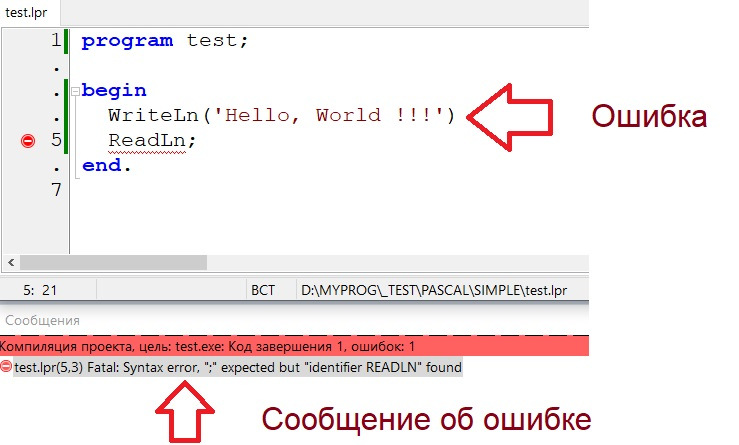 test.lpr
1 program test;
.
. begin
. WriteLn('Hello, World !!!')
Ошибка
5 ReadLn;
. end.
7
5: 21 ВСТ D:\MYPROG\_TEST\PASCAL\SIMPLE\test.lpr
Сообщения
Компиляция проекта, цель: test.exe: Код завершения 1, ошибок: 1
test.lpr(5,3) Fatal: Syntax error, ";" expected but "identifier READLN" found
Сообщение об ошибке